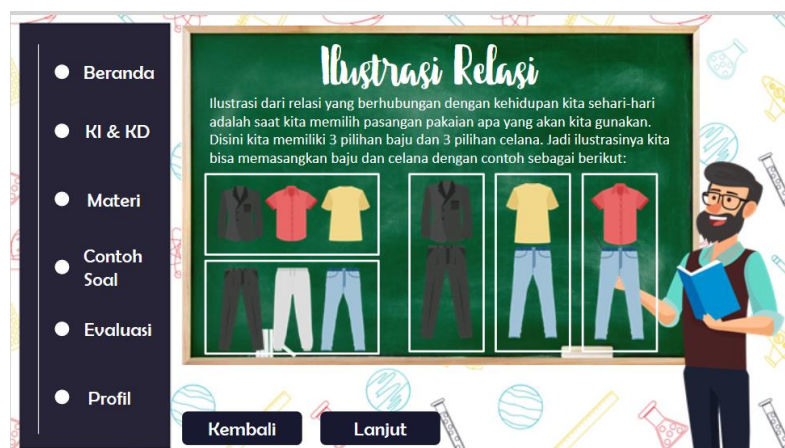 Beranda
KI & KD
Materi
Contoh
Soal
Evaluasi
Profil
Ilustrasi Relasi
Ilustrasi dari relasi yang berhubungan dengan kehidupan kita sehari-hari
adalah saat kita memilih pasangan pakaian apa yang akan kita gunakan.
Disini kita memiliki 3 pilihan baju dan 3 pilihan celana. Jadi ilustrasinya kita
bisa memasangkan baju dan celana dengan contoh sebagai berikut:
Kembali
Lanjut